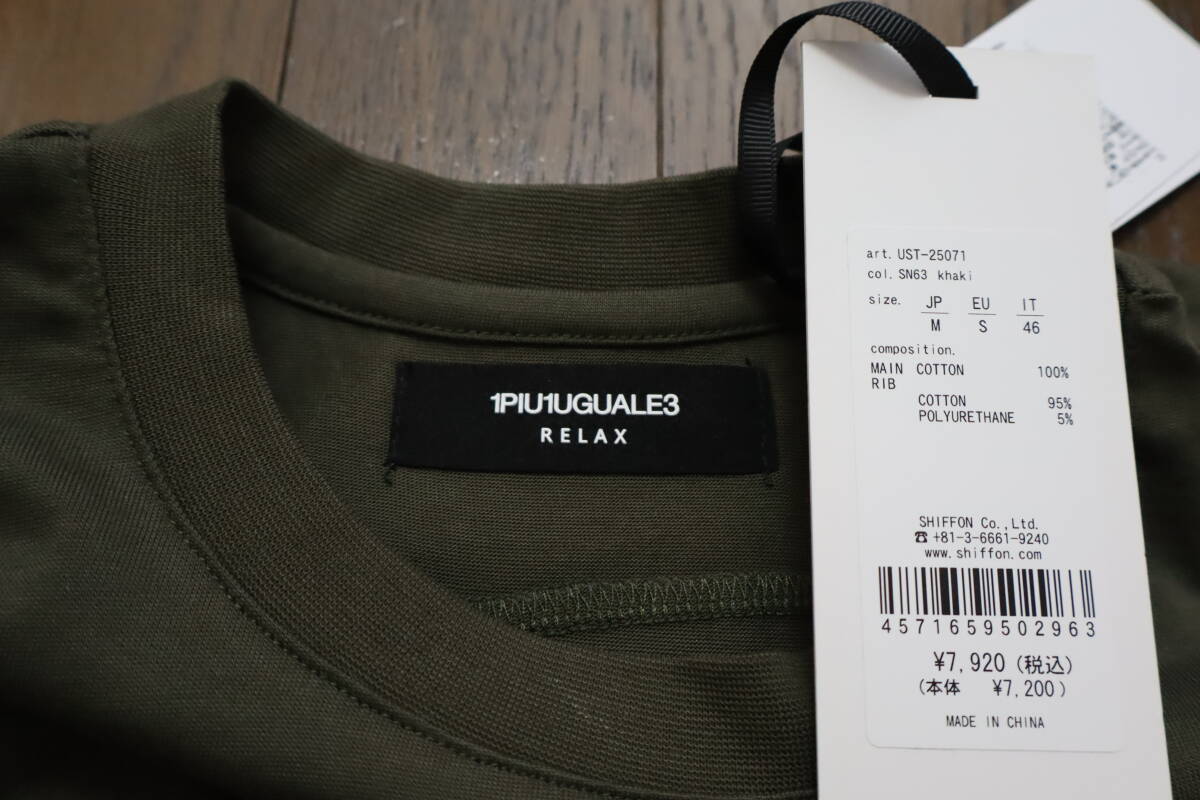 1PIU1UGUALE3
RELAX
art. UST-25071
col. SN63 khaki
size. JP EU IT
M S 46
composition.
MAIN COTTON 100%
RIB
COTTON 95%
POLYURETHANE 5%
SHIFFON Co.,Ltd.
☎ +81-3-6661-9240
www.shiffon.com
4571659502963
¥7,920 (税込)
(本体 ¥7,200)
MADE IN CHINA